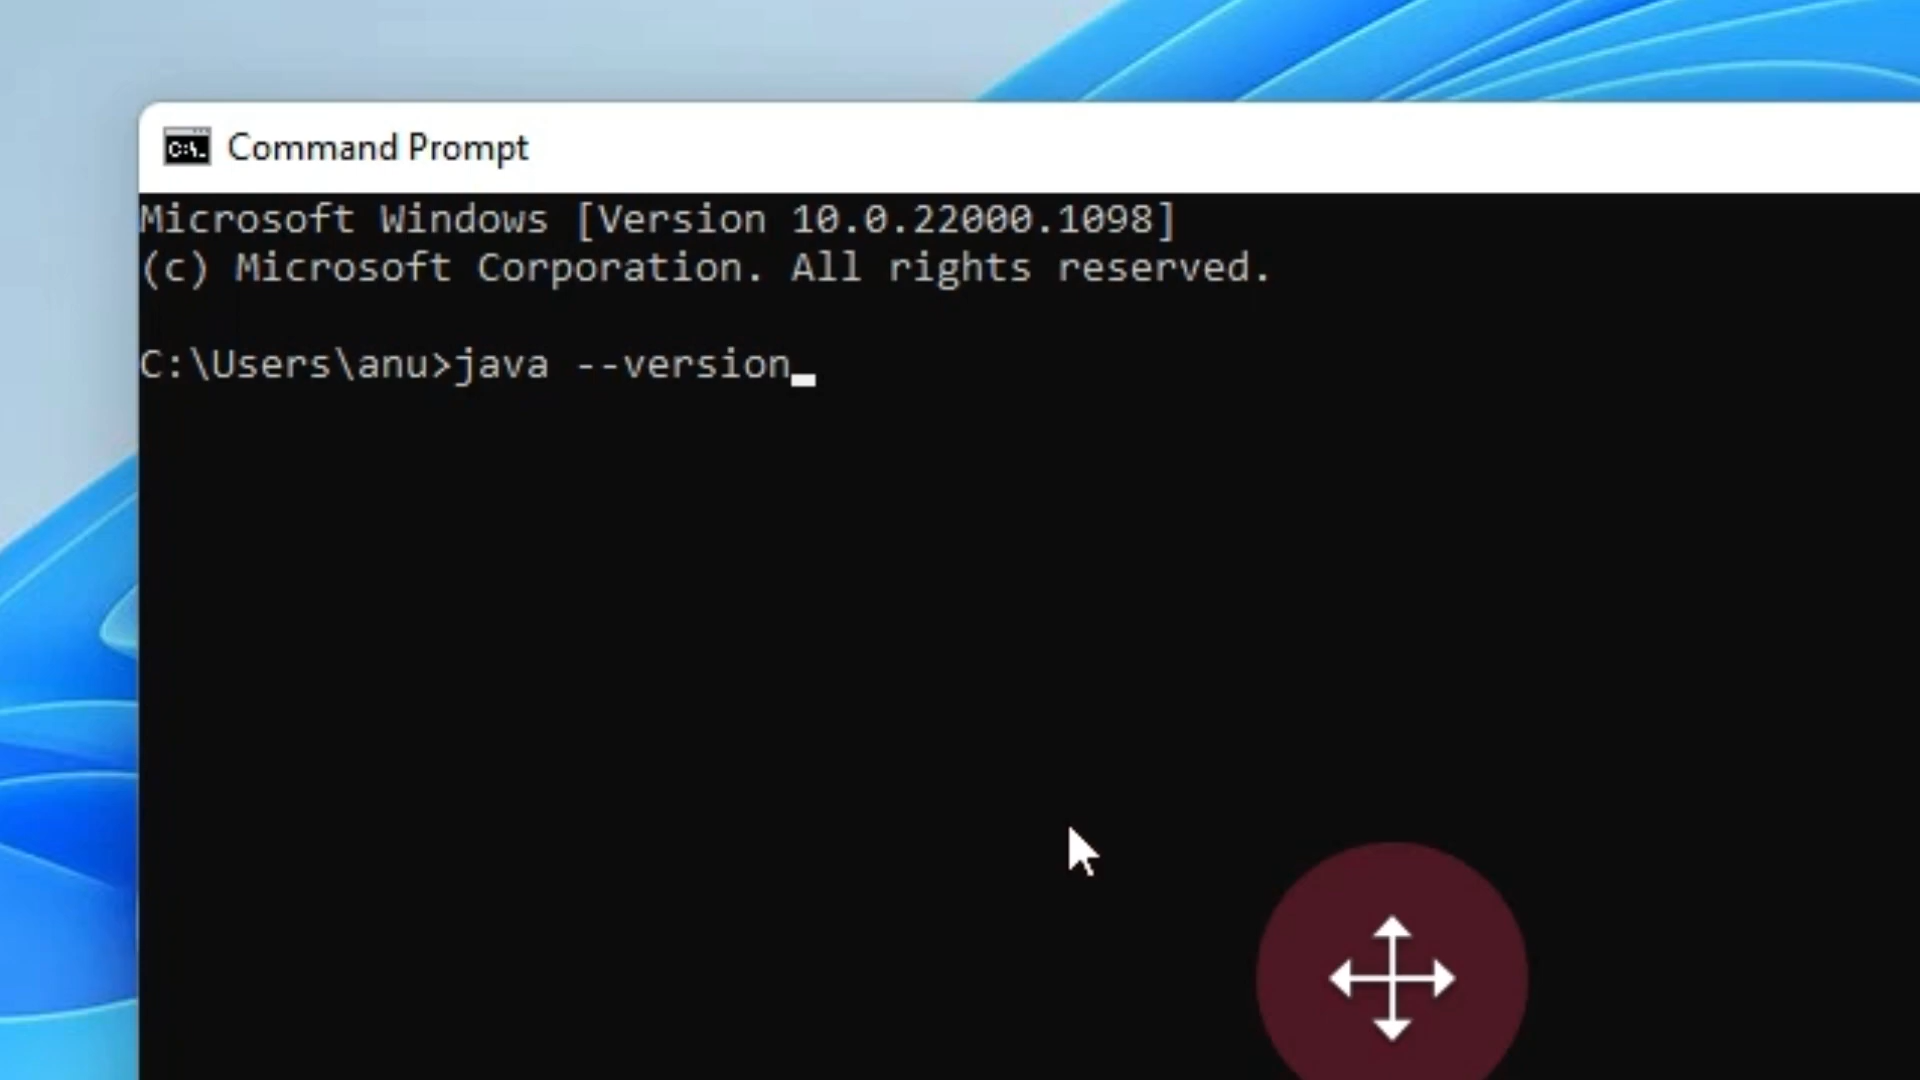 Command Prompt
Microsoft Windows [Version 10.0.22000.1098]
(c) Microsoft Corporation. All rights reserved.
C:\Users\anu>java --version